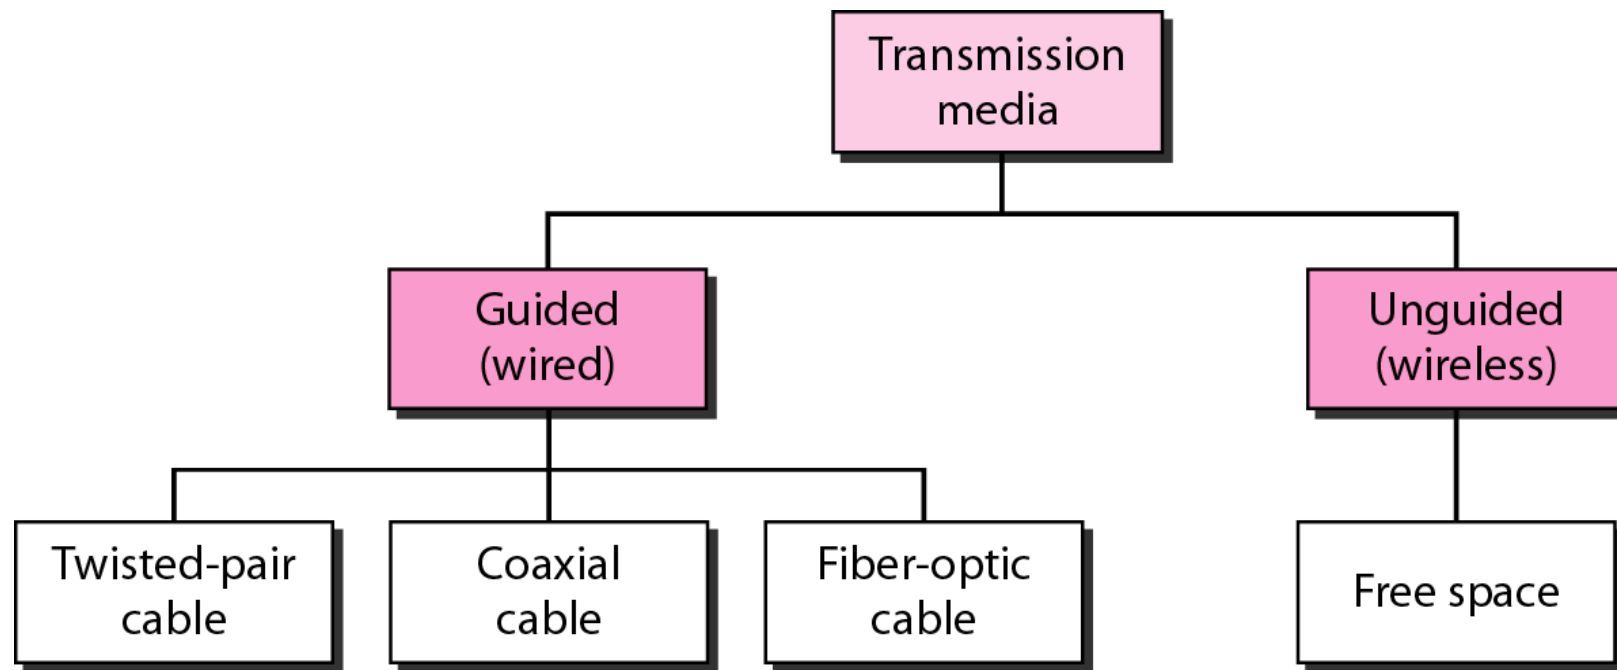 Transmission
media
Guided
(wired)
Unguided
(wireless)
Twisted-pair
cable
Coaxial
cable
Fiber-optic
cable
Free space